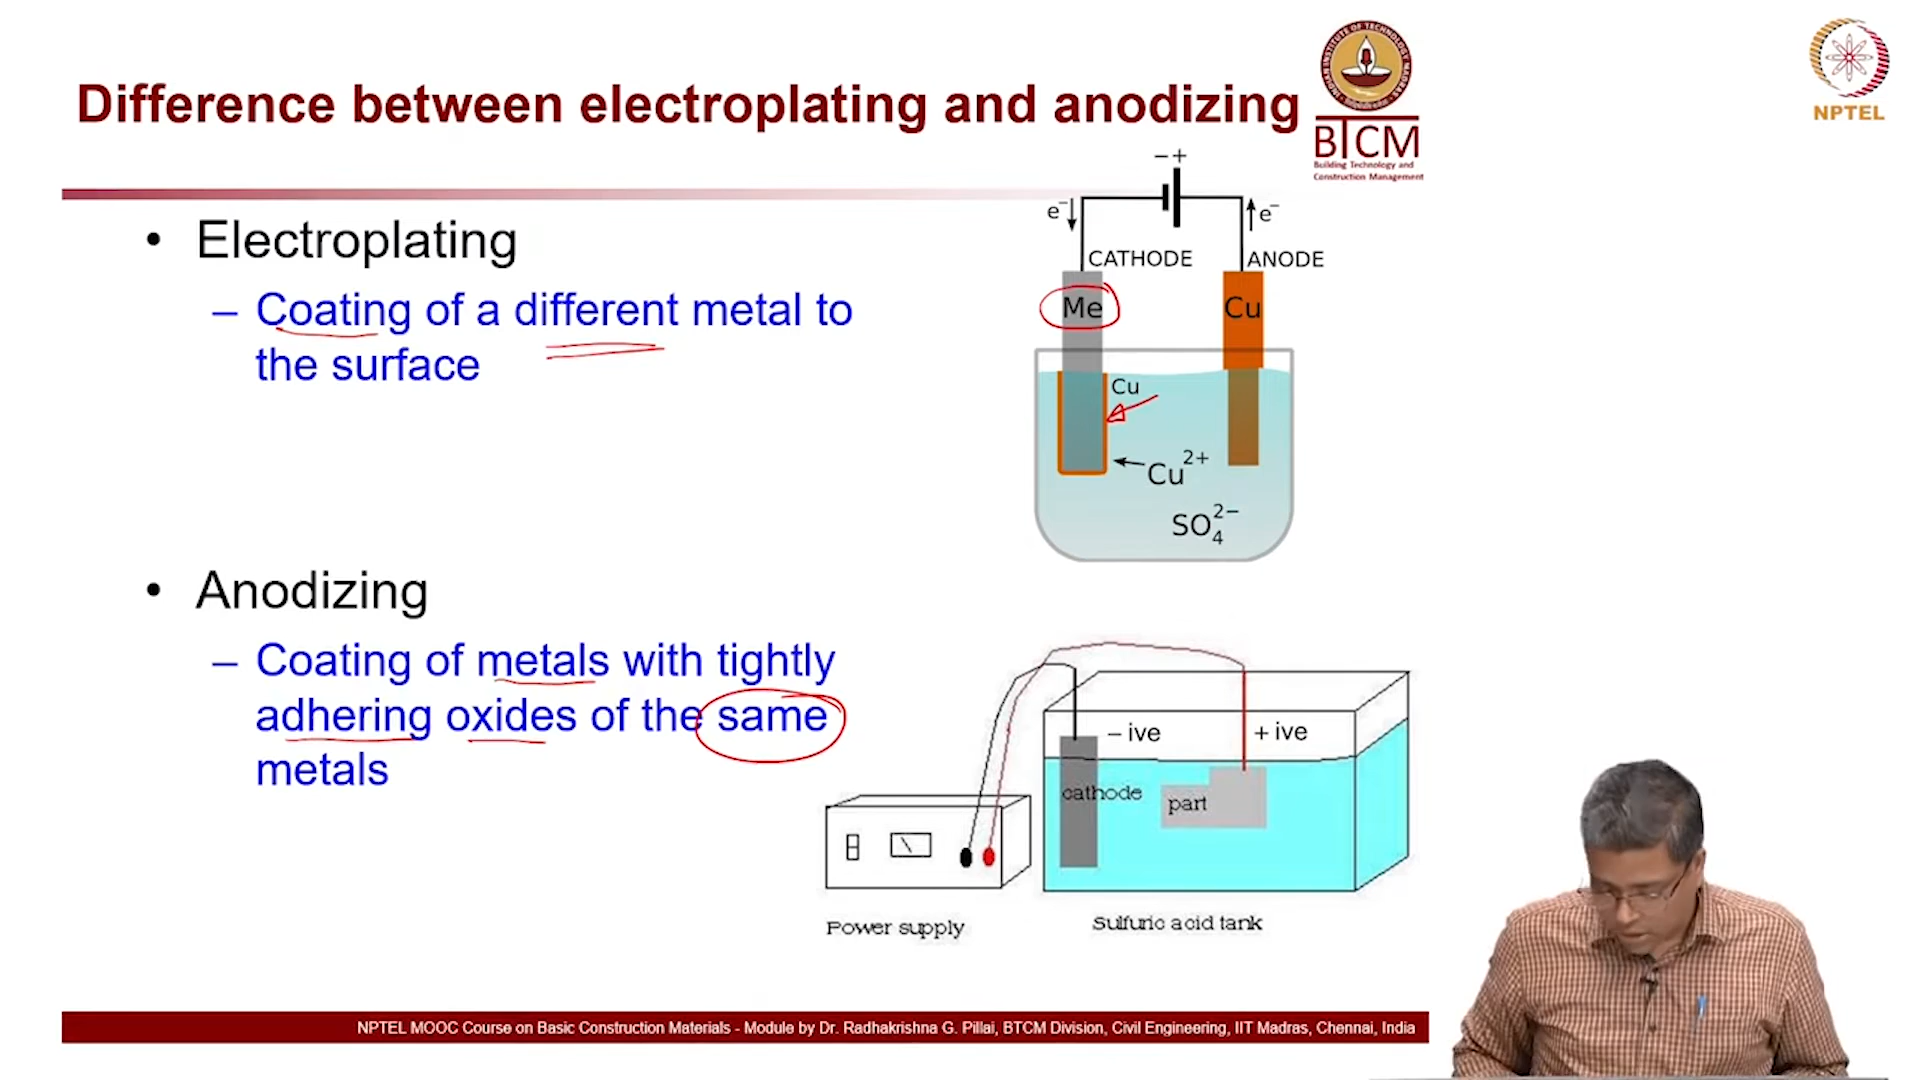 Difference between electroplating and anodizing
BTCM
Building Technology and
Construction Management
NPTEL
• Electroplating
– Coating of a different metal to
the surface
– +
e⁻
e⁻
CATHODE
ANODE
Me
Cu
Cu
Cu²⁺
SO₄²⁻
• Anodizing
– Coating of metals with tightly
adhering oxides of the same
metals
– ive
+ ive
cathode
part
Power supply
Sulfuric acid tank
NPTEL MOOC Course on Basic Construction Materials - Module by Dr. Radhakrishna G. Pillai, BTCM Division, Civil Engineering, IIT Madras, Chennai, India